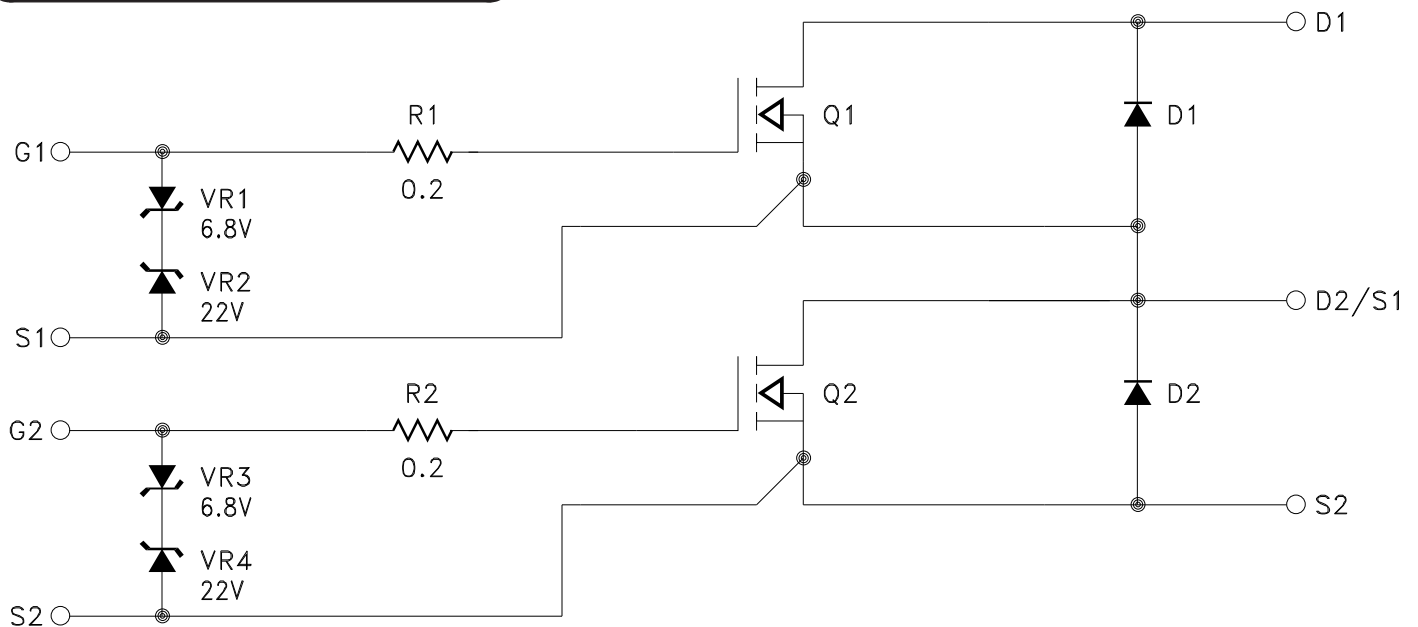 D1
R1
Q1
D1
G1
0.2
VR1
6.8V
VR2
22V
D2/S1
S1
R2
Q2
D2
G2
0.2
VR3
6.8V
S2
VR4
22V
S2